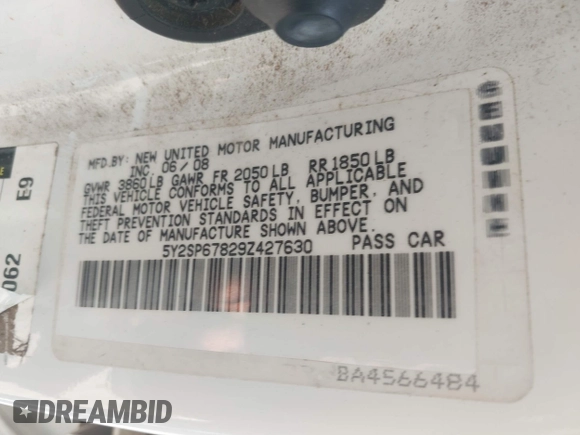 MFD.BY: NEW UNITED MOTOR MANUFACTURING
INC. 06/08
GVWR 3860LB GAWR FR 2050LB RR 1850LB
THIS VEHICLE CONFORMS TO ALL APPLICABLE
FEDERAL MOTOR VEHICLE SAFETY, BUMPER, AND
THEFT PREVENTION STANDARDS IN EFFECT ON
THE DATE OF MANUFACTURE SHOWN ABOVE.
5Y2SP67829Z427630 PASS CAR
BA4566484
E9
062
DREAMBID